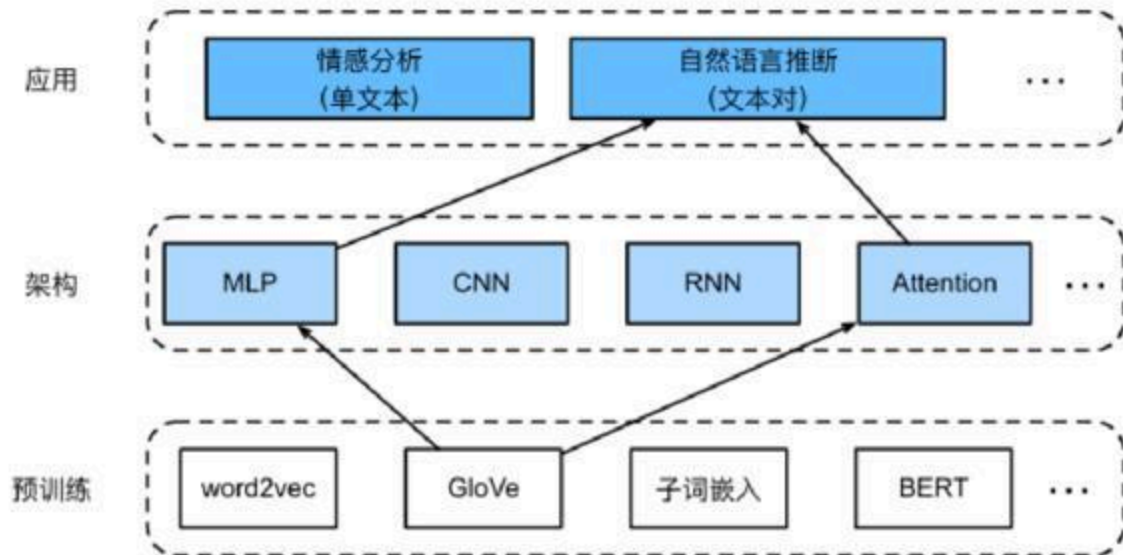 应用
情感分析
(单文本)
自然语言推断
(文本对)
...
架构
MLP
CNN
RNN
Attention
...
预训练
word2vec
GloVe
子词嵌入
BERT
...